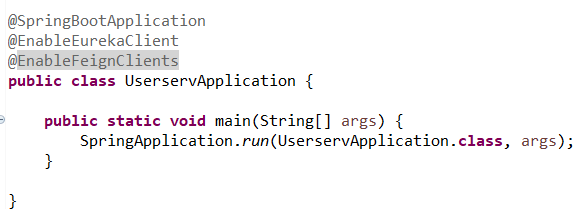 @SpringBootApplication
@EnableEurekaClient
@EnableFeignClients
public class UserservApplication {
public static void main(String[] args) {
SpringApplication.run(UserservApplication.class, args);
}
}